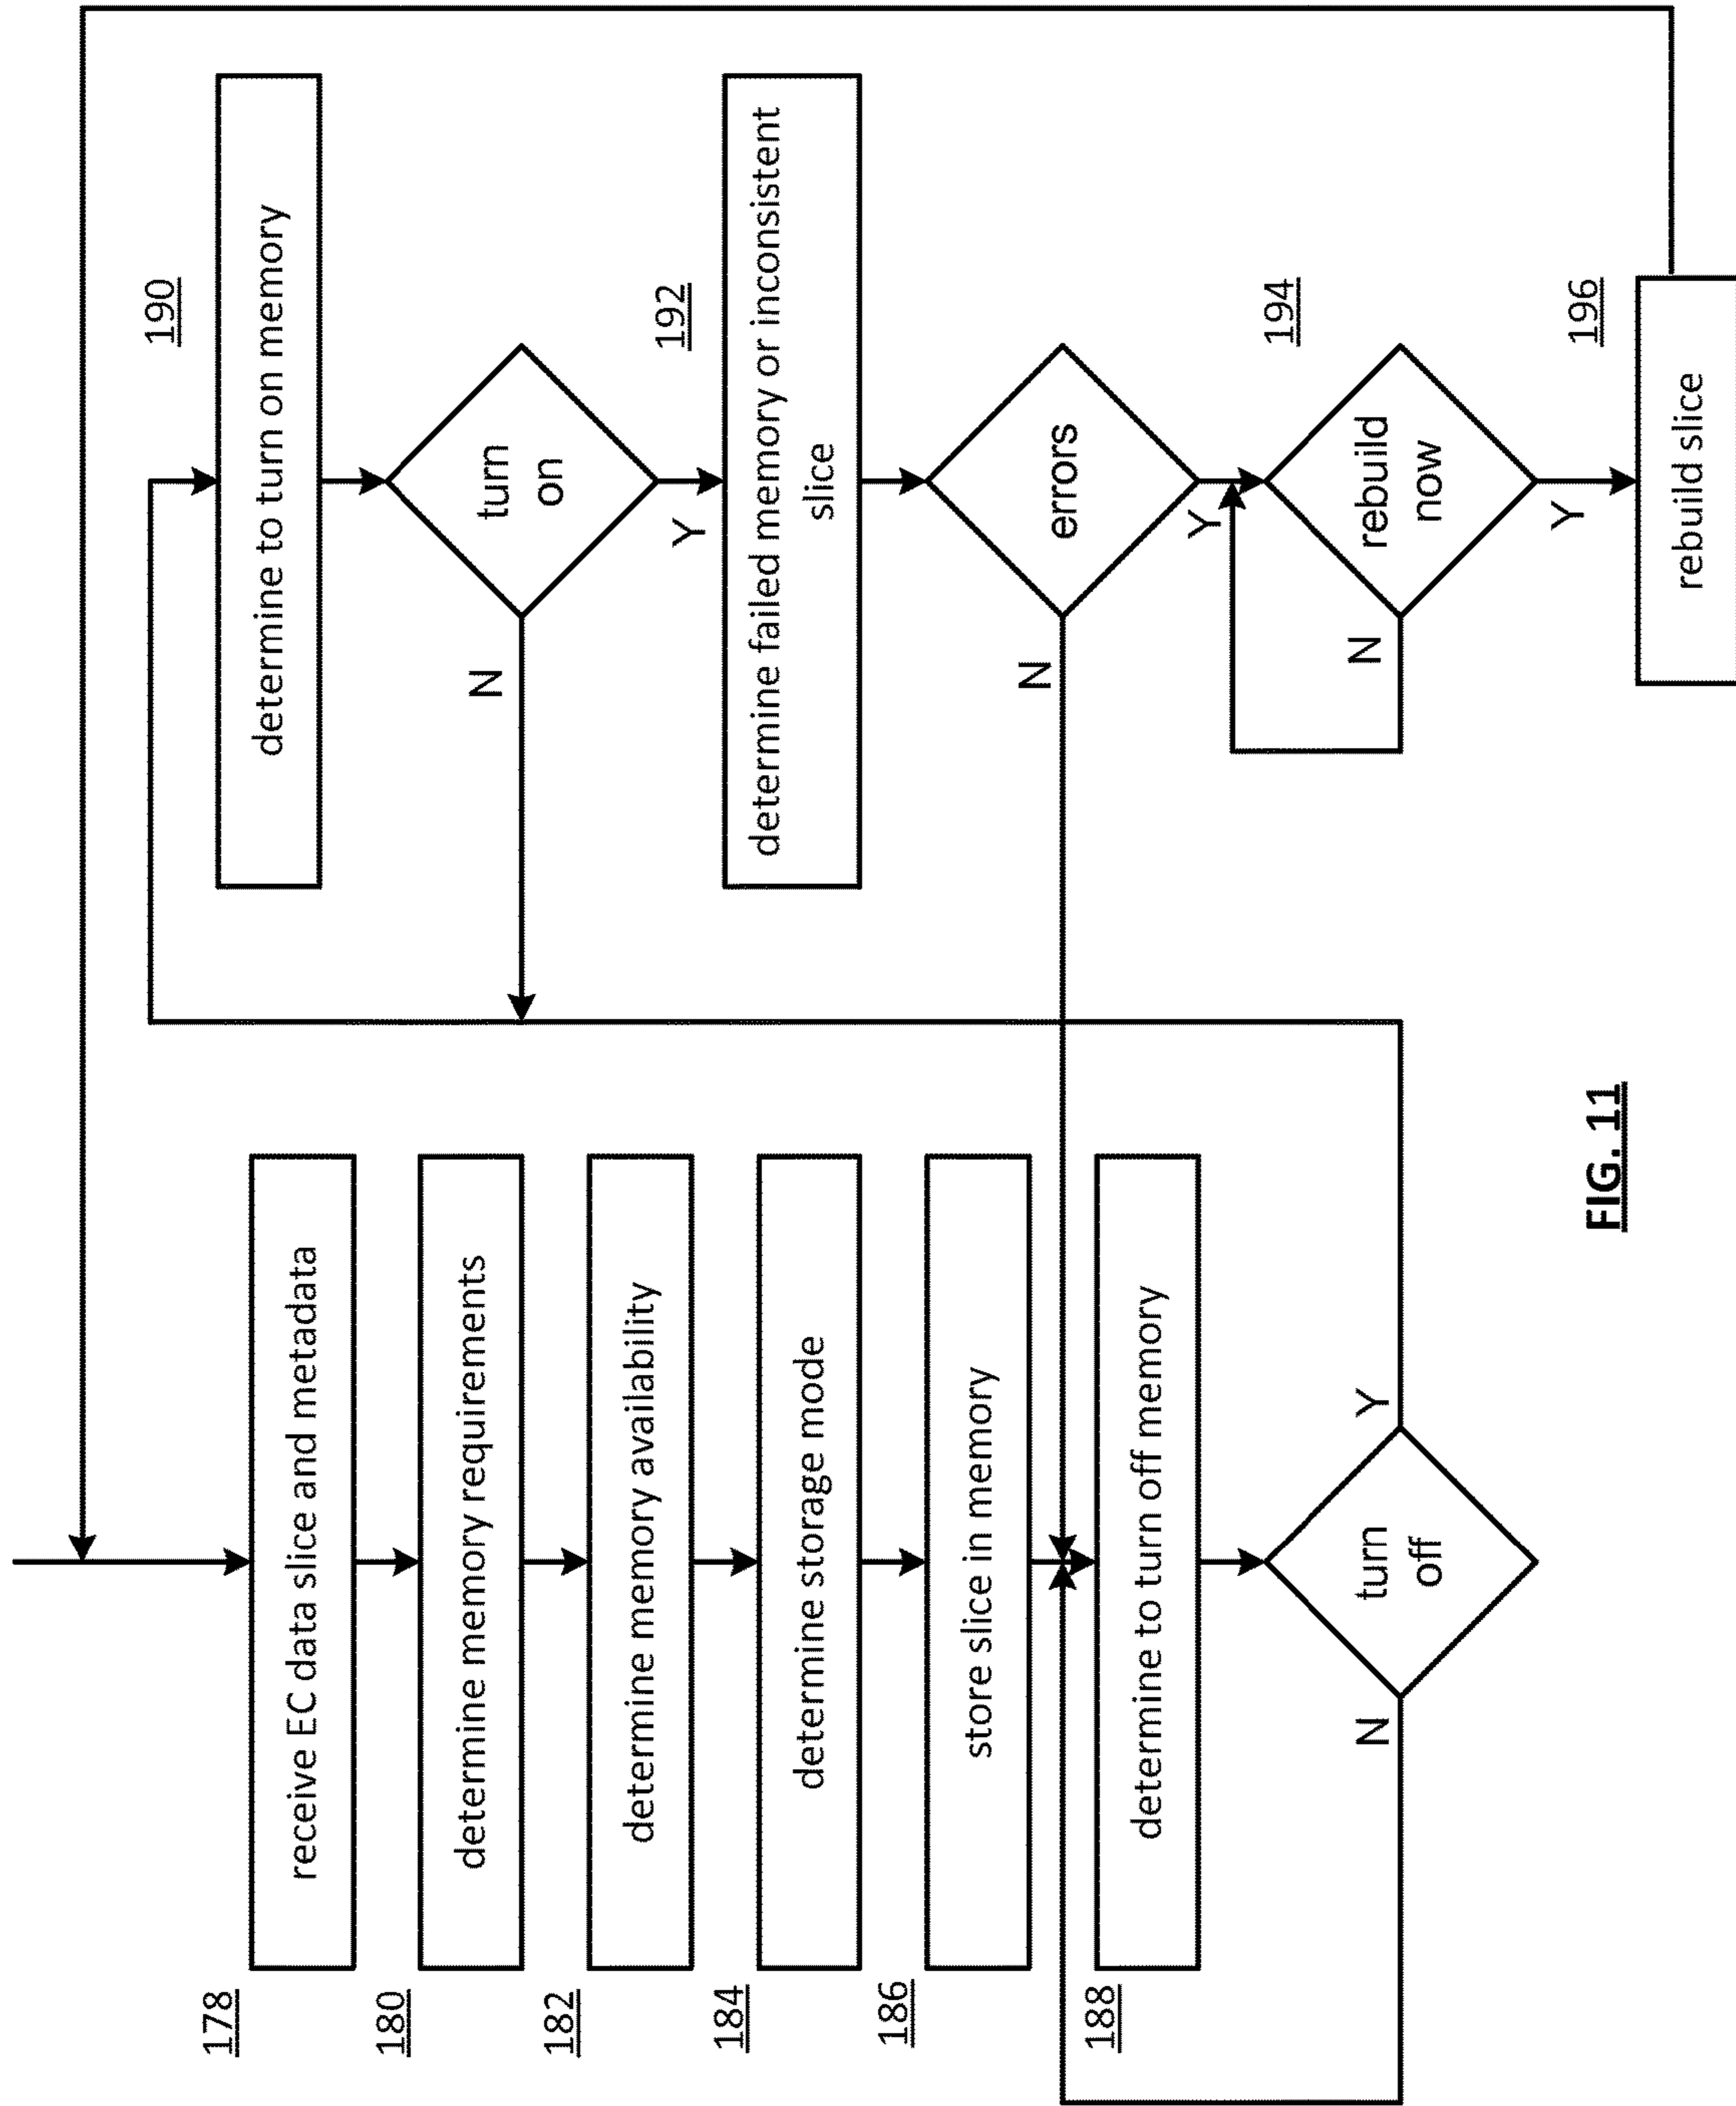 178
receive EC data slice and metadata
180
determine memory requirements
182
determine memory availability
184
determine storage mode
186
store slice in memory
188
determine to turn off memory
turn
off
N
Y
190
determine to turn on memory
turn
on
N
Y
192
determine failed memory or inconsistent
slice
errors
N
Y
194
rebuild
now
N
Y
196
rebuild slice
FIG. 11